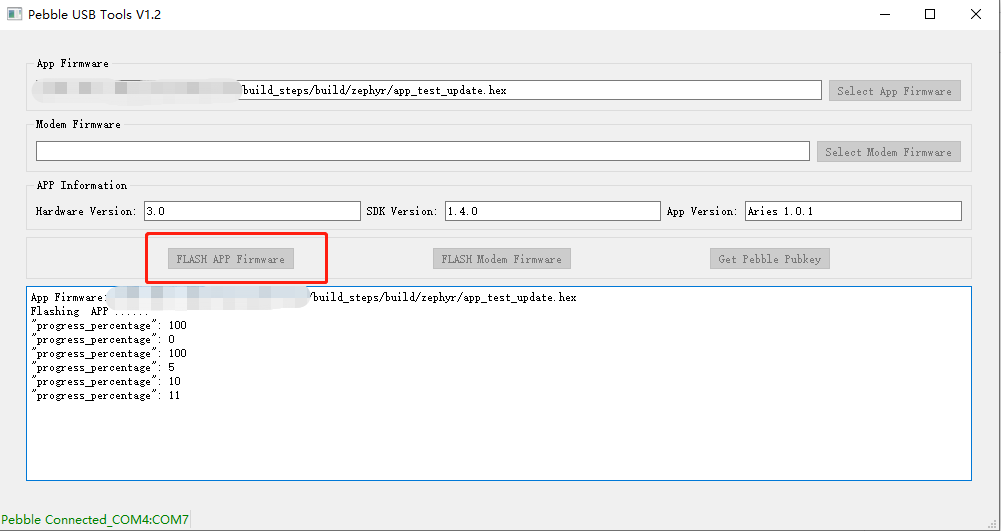 Pebble USB Tools V1.2
App Firmware
/build_steps/build/zephyr/app_test_update.hex Select App Firmware
Modem Firmware
Select Modem Firmware
APP Information
Hardware Version: 3.0 SDK Version: 1.4.0 App Version: Aries 1.0.1
FLASH APP Firmware FLASH Modem Firmware Get Pebble Pubkey
App Firmware: /build_steps/build/zephyr/app_test_update.hex
Flashing APP ......
"progress_percentage": 100
"progress_percentage": 0
"progress_percentage": 100
"progress_percentage": 5
"progress_percentage": 10
"progress_percentage": 11
Pebble Connected_COM4:COM7